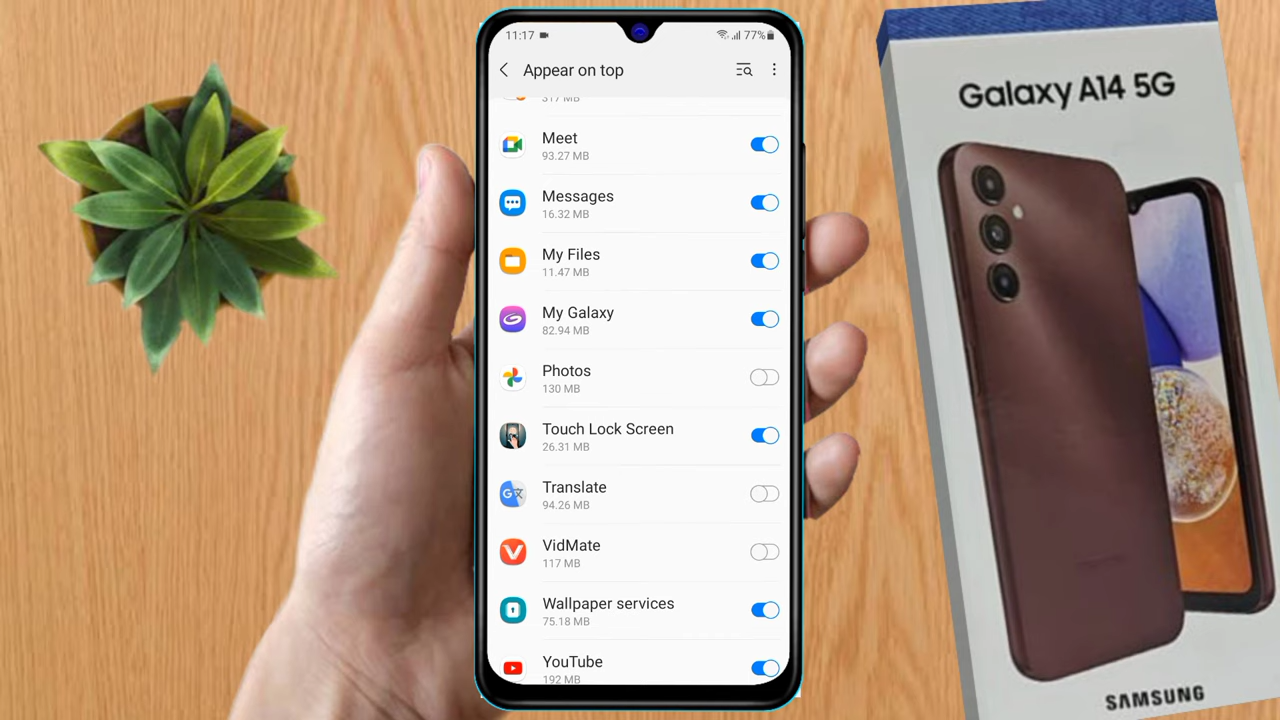 11:17
77%
Appear on top
317 MB
Meet
93.27 MB
Messages
16.32 MB
My Files
11.47 MB
My Galaxy
82.94 MB
Photos
130 MB
Touch Lock Screen
26.31 MB
Translate
94.26 MB
VidMate
117 MB
Wallpaper services
75.18 MB
YouTube
192 MB
Galaxy A14 5G
SAMSUNG